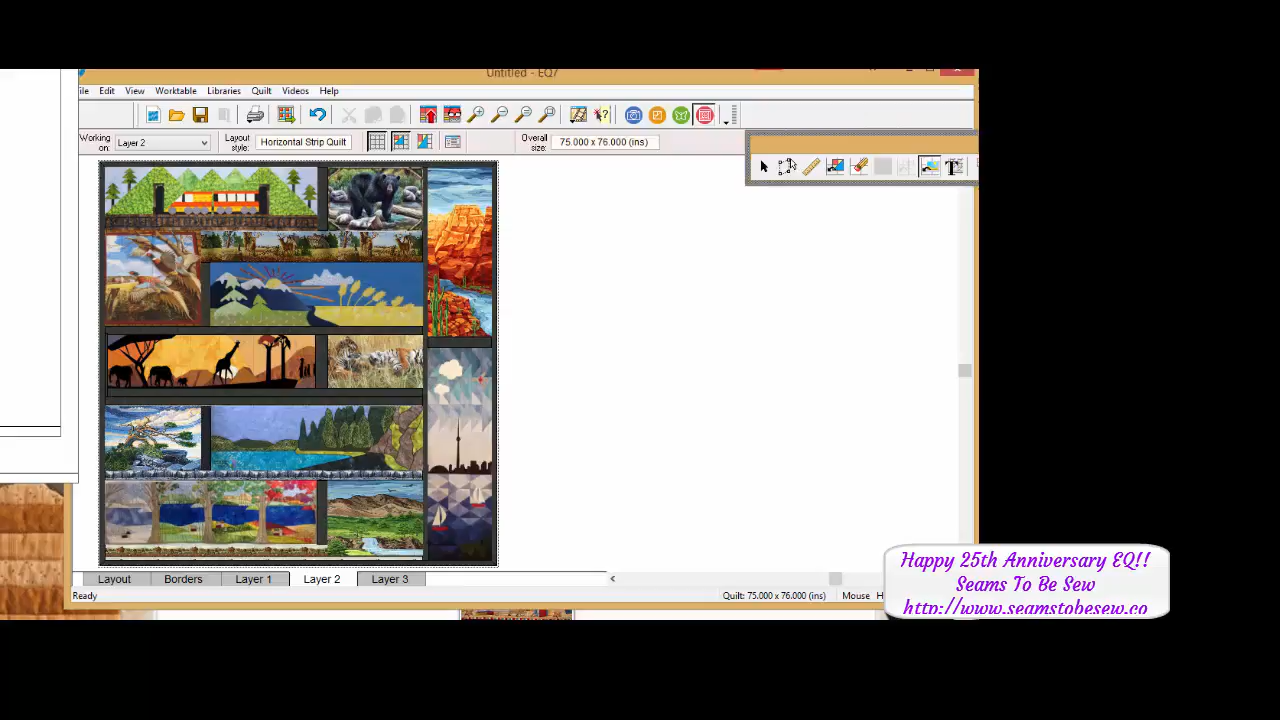 Untitled - EQ7
ile Edit View Worktable Libraries Quilt Videos Help
Working on: Layer 2 Layout style: Horizontal Strip Quilt Overall size: 75.000 x 76.000 (ins)
T
Layout Borders Layer 1 Layer 2 Layer 3
Ready Quilt: 75.000 x 76.000 (ins) Mouse H
Happy 25th Anniversary EQ!!
Seams To Be Sew
http://www.seamstobesew.co